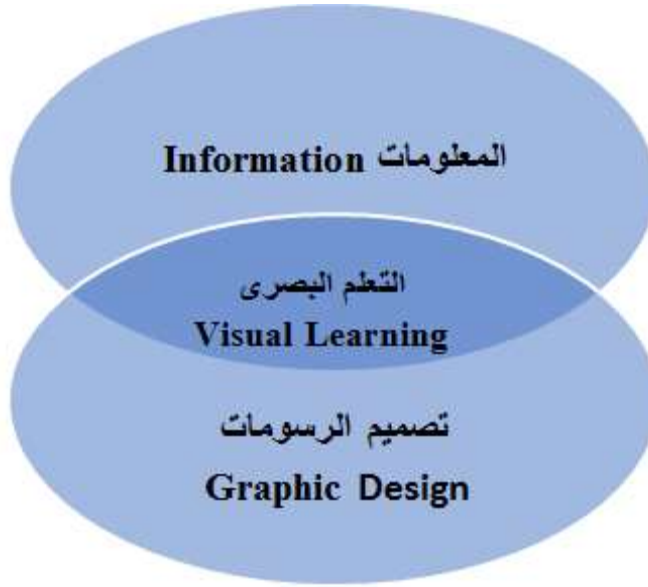 المعلومات Information
التعلم البصرى
Visual Learning
تصميم الرسومات
Graphic Design